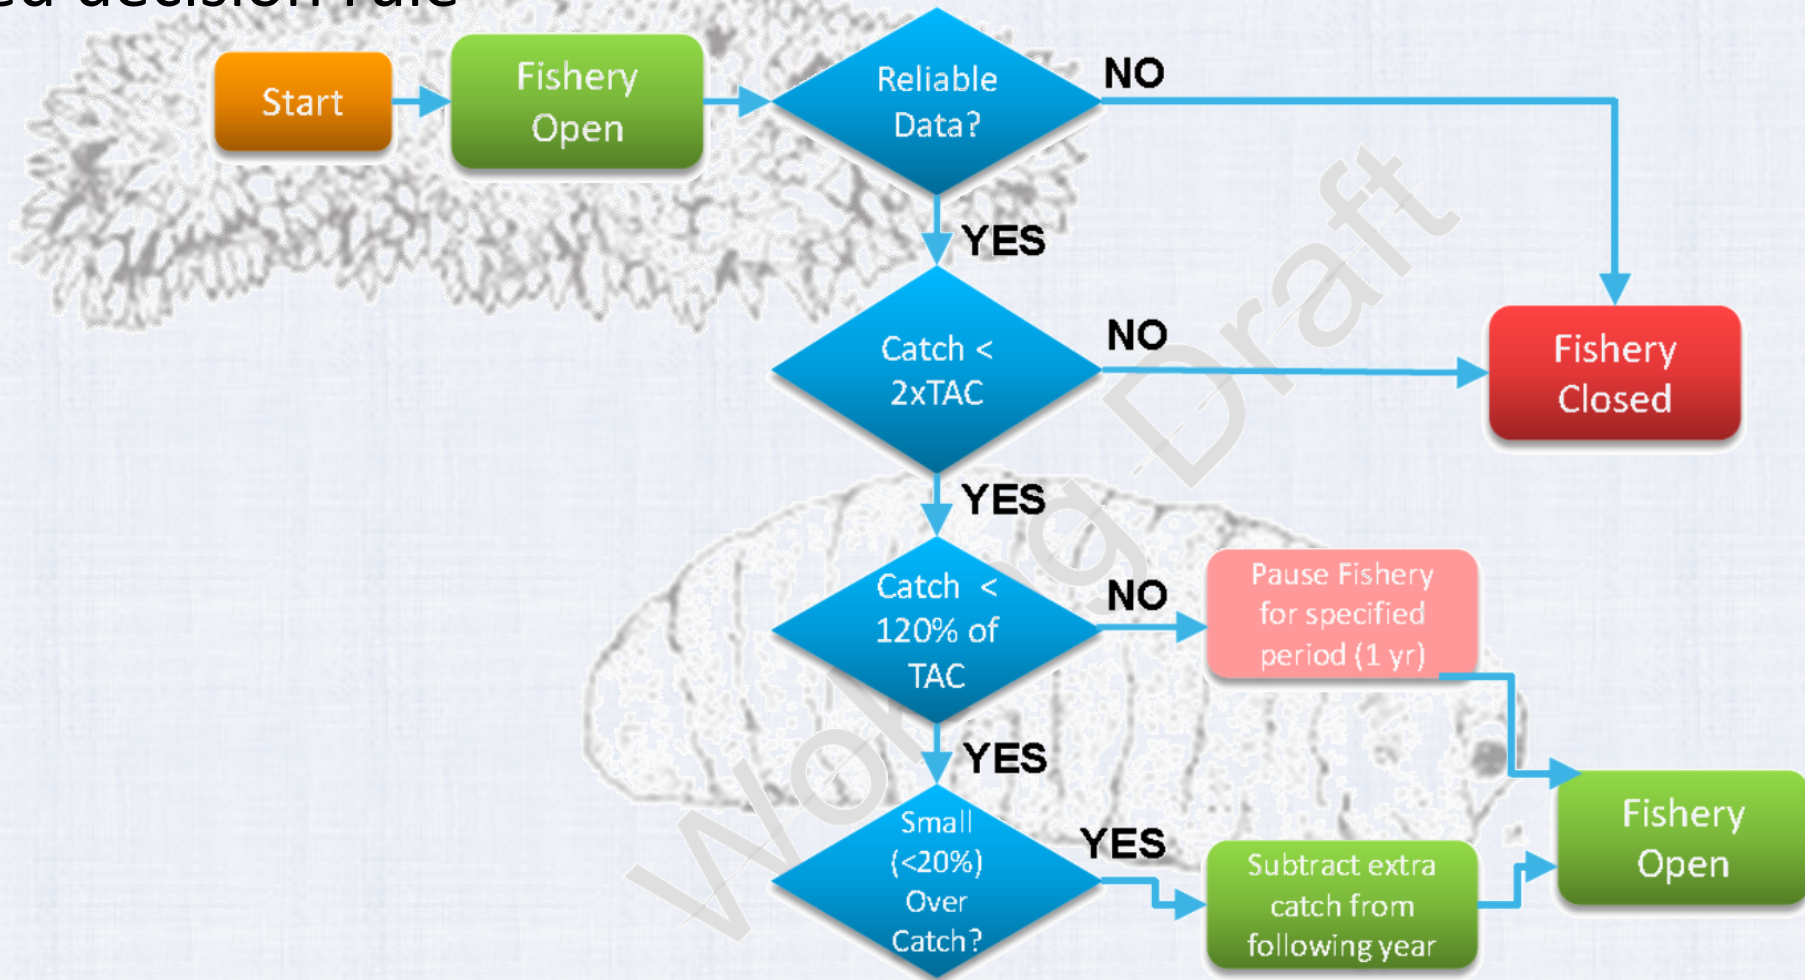 decision rule
Start
Fishery
Open
Reliable
Data?
NO
YES
Catch <
2xTAC
NO
Fishery
Closed
YES
Catch <
120% of
TAC
NO
Pause Fishery
for specified
period (1 yr)
YES
Small
(<20%)
Over
Catch?
YES
Subtract extra
catch from
following year
Fishery
Open
Working Draft